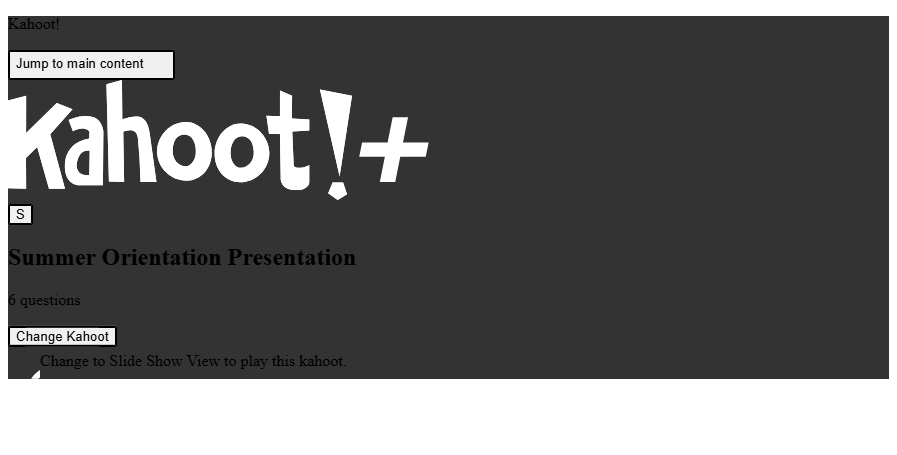 Kahoot!
Jump to main content
Kahoot!+
S
Summer Orientation Presentation
6 questions
Change Kahoot
Change to Slide Show View to play this kahoot.